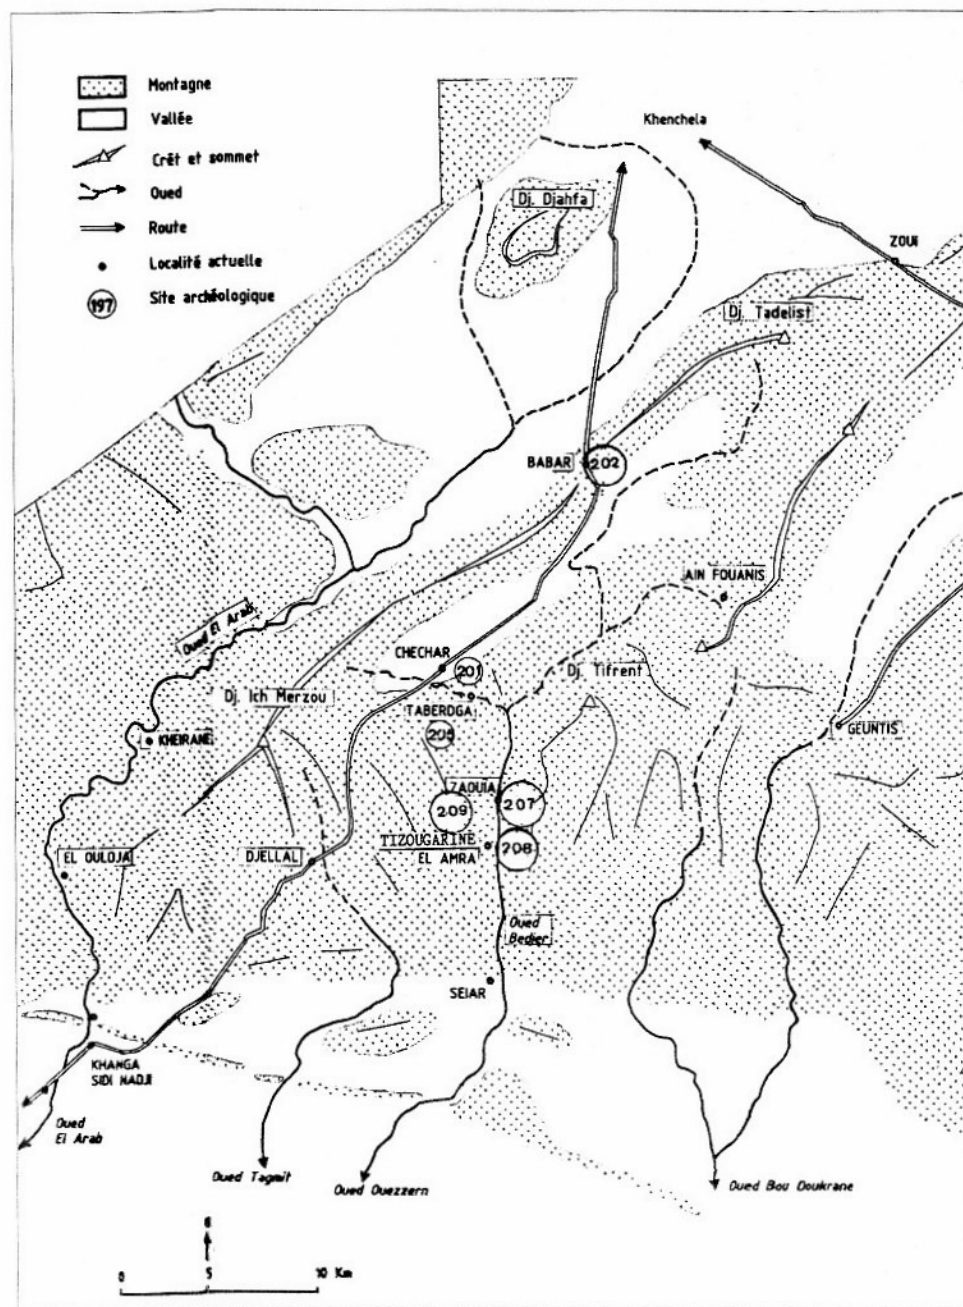 Montagne
Vallée
Crêt et sommet
Oued
Route
Localité actuelle
197
Site archéologique
Khenchela
Dj. Djahfa
ZOUI
Dj. Tadelist
BABAR
202
AIN FOUANIS
Oued El Arab
CHECHAR
201
Dj. Tifrent
Dj. Ich Merzou
TABERDGA
205
KHEIRANE
GEUNTIS
ZAOUIA
207
209
TIZOUGARINE
EL AMRA
208
EL OULDJA
DJELLAL
Oued
Bedier
SEIAR
KHANGA
SIDI NADJI
Oued
El Arab
Oued Tagmit
Oued Ouezzern
Oued Bou Doukrane
0
5
10 Km